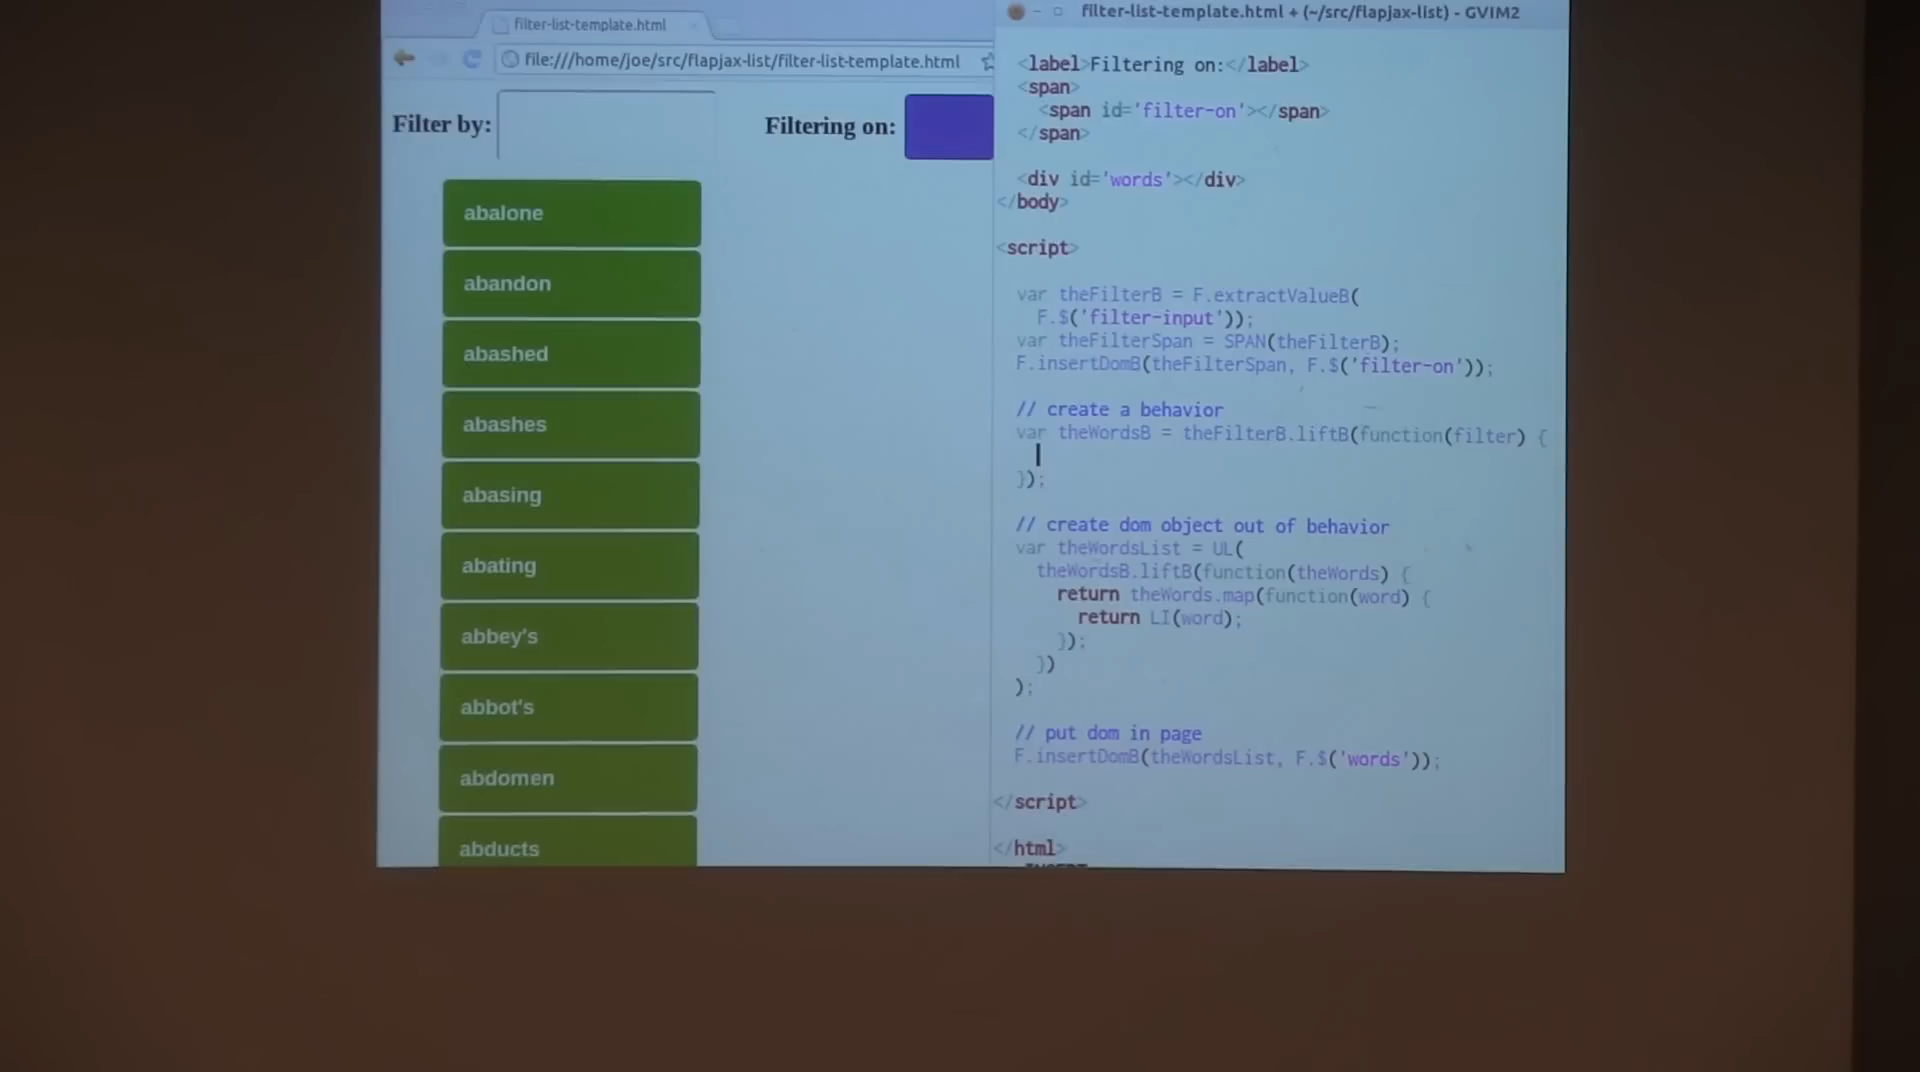 filter-list-template.html
file:///home/joe/src/flapjax-list/filter-list-template.html
Filter by:
Filtering on:
abalone
abandon
abashed
abashes
abasing
abating
abbey's
abbot's
abdomen
abducts
filter-list-template.html + (~/src/flapjax-list) - GVIM2
<label>Filtering on:</label>
<span>
<span id='filter-on'></span>
</span>
<div id='words'></div>
</body>
<script>
var theFilterB = F.extractValueB(
F.$('filter-input'));
var theFilterSpan = SPAN(theFilterB);
F.insertDomB(theFilterSpan, F.$('filter-on'));
// create a behavior
var theWordsB = theFilterB.liftB(function(filter) {
});
// create dom object out of behavior
var theWordsList = UL(
theWordsB.liftB(function(theWords) {
return theWords.map(function(word) {
return LI(word);
});
})
);
// put dom in page
F.insertDomB(theWordsList, F.$('words'));
</script>
</html>